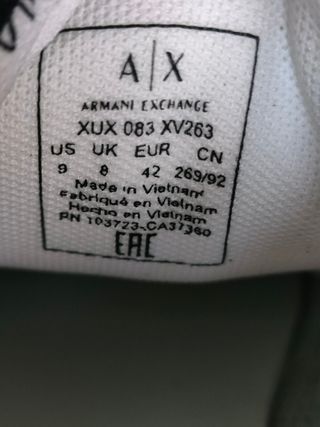 A|X
ARMANI EXCHANGE
XUX 083 XV263
US UK EUR CN
9 8 42 269/92
Made in Vietnam
Fabriqué en Vietnam
Hecho en Vietnam
RN 103723-CA37360
EAC